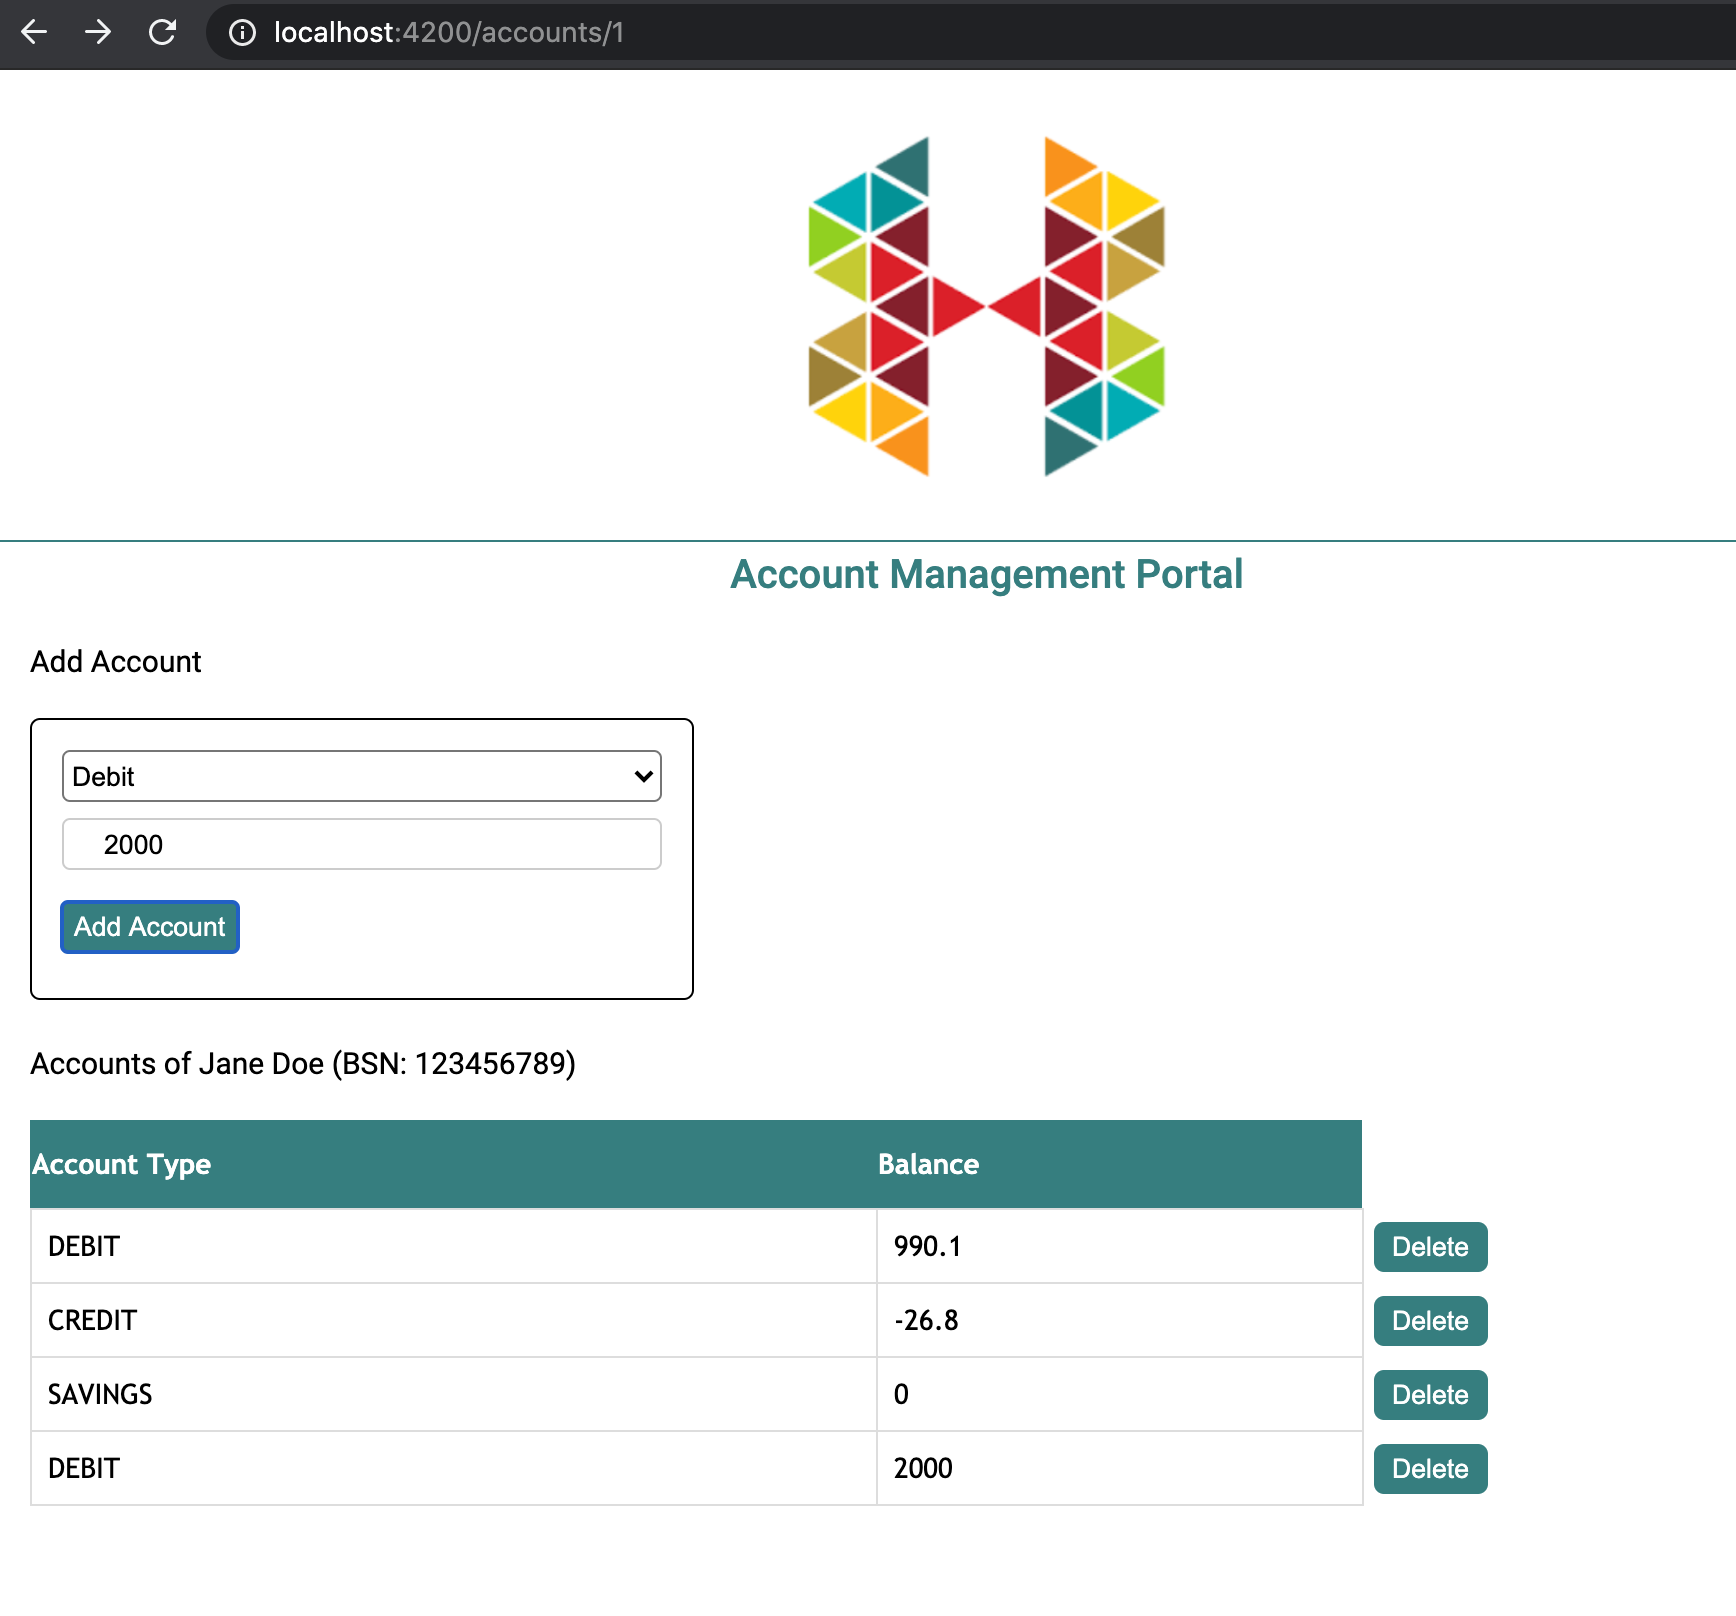 localhost:4200/accounts/1
Account Management Portal
Add Account
Debit
2000
Add Account
Accounts of Jane Doe (BSN: 123456789)
Account Type Balance
DEBIT 990.1 Delete
CREDIT -26.8 Delete
SAVINGS 0 Delete
DEBIT 2000 Delete